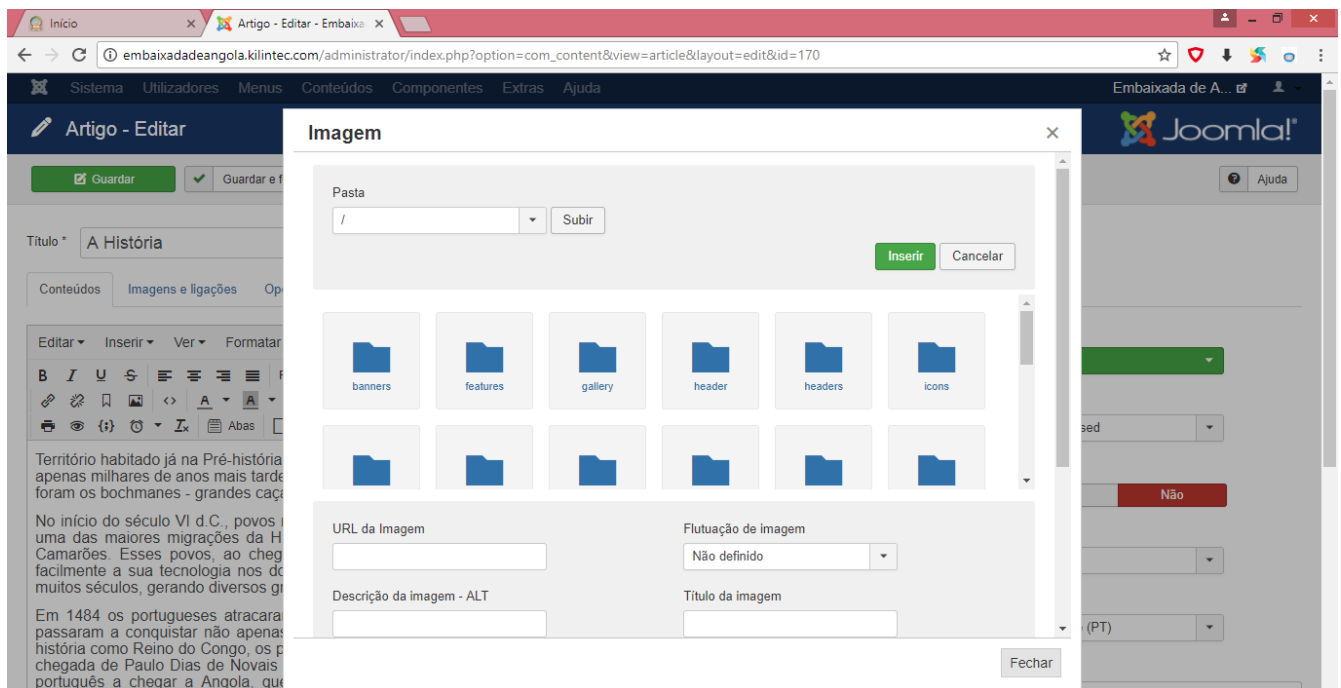 Início
Artigo - Editar - Embaixa
embaixadadeangola.kilintec.com/administrator/index.php?option=com_content&view=article&layout=edit&id=170
Sistema Utilizadores Menus Conteúdos Componentes Extras Ajuda Embaixada de A...
Artigo - Editar
Joomla!
Guardar
Guardar e f
Ajuda
Título *
A História
Conteúdos
Imagens e ligações
Editar
Inserir
Ver
Formatar
Abas
Território habitado já na Pré-história
apenas milhares de anos mais tarde
foram os bochmanes - grandes caça
No início do século VI d.C., povos
uma das maiores migrações da H
Camarões. Esses povos, ao cheg
facilmente a sua tecnologia nos do
muitos séculos, gerando diversos gr
Em 1484 os portugueses atracara
passaram a conquistar não apenas
história como Reino do Congo, os p
chegada de Paulo Dias de Novais
português a chegar a Angola, que
Imagem
Pasta
/
Subir
Inserir
Cancelar
banners
features
gallery
header
headers
icons
URL da Imagem
Flutuação de imagem
Não definido
Descrição da imagem - ALT
Título da imagem
Fechar
sed
Não
(PT)